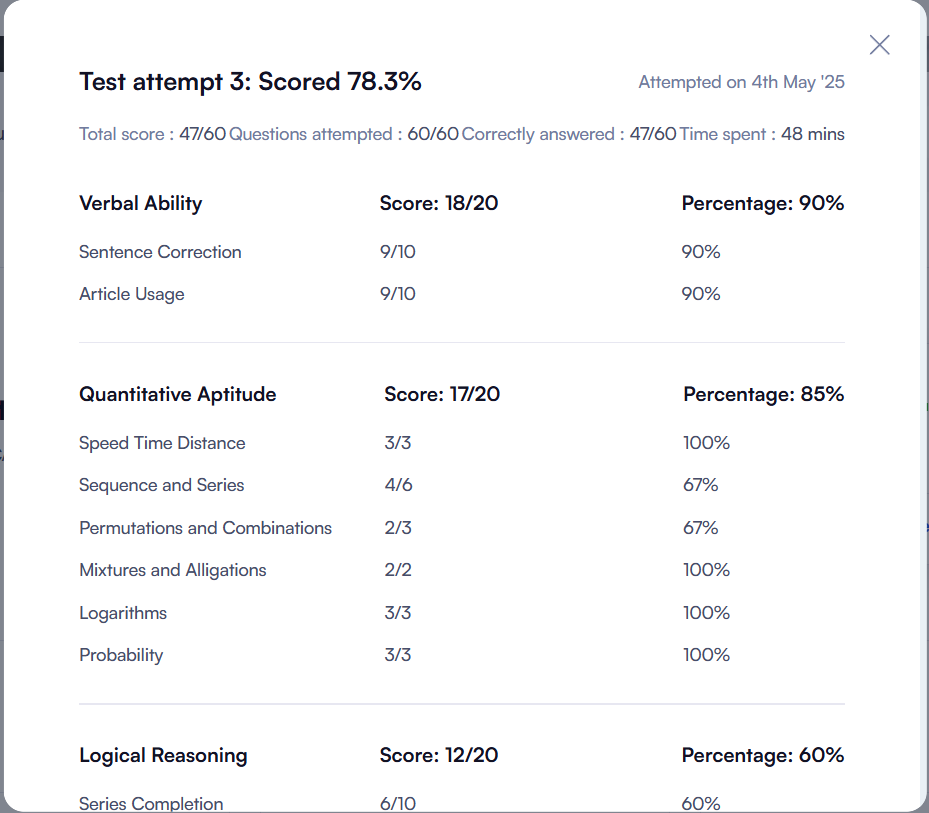 Test attempt 3: Scored 78.3% Attempted on 4th May '25
Total score : 47/60 Questions attempted : 60/60 Correctly answered : 47/60 Time spent : 48 mins
Verbal Ability Score: 18/20 Percentage: 90%
Sentence Correction 9/10 90%
Article Usage 9/10 90%
Quantitative Aptitude Score: 17/20 Percentage: 85%
Speed Time Distance 3/3 100%
Sequence and Series 4/6 67%
Permutations and Combinations 2/3 67%
Mixtures and Alligations 2/2 100%
Logarithms 3/3 100%
Probability 3/3 100%
Logical Reasoning Score: 12/20 Percentage: 60%
Series Completion 6/10 60%